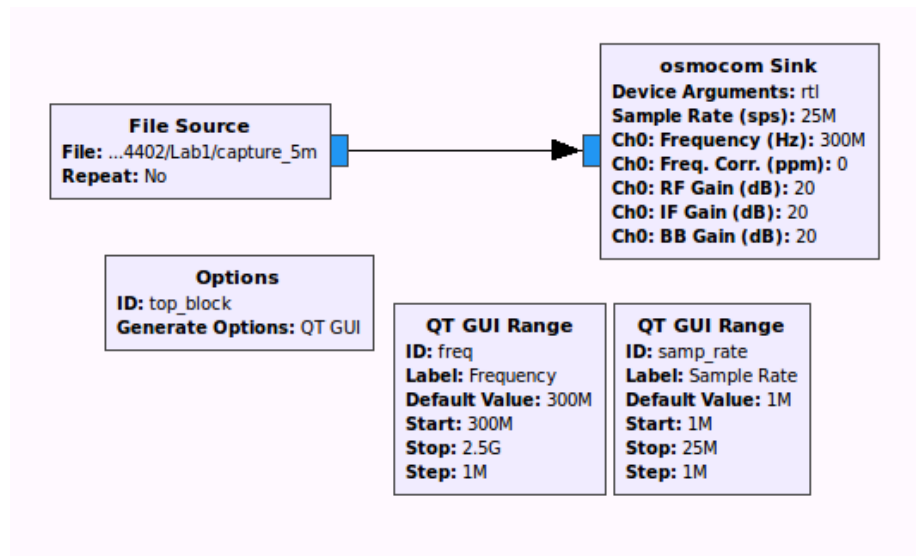 File Source
File: ...4402/Lab1/capture_5m
Repeat: No
osmocom Sink
Device Arguments: rtl
Sample Rate (sps): 25M
Ch0: Frequency (Hz): 300M
Ch0: Freq. Corr. (ppm): 0
Ch0: RF Gain (dB): 20
Ch0: IF Gain (dB): 20
Ch0: BB Gain (dB): 20
Options
ID: top_block
Generate Options: QT GUI
QT GUI Range
ID: freq
Label: Frequency
Default Value: 300M
Start: 300M
Stop: 2.5G
Step: 1M
QT GUI Range
ID: samp_rate
Label: Sample Rate
Default Value: 1M
Start: 1M
Stop: 25M
Step: 1M